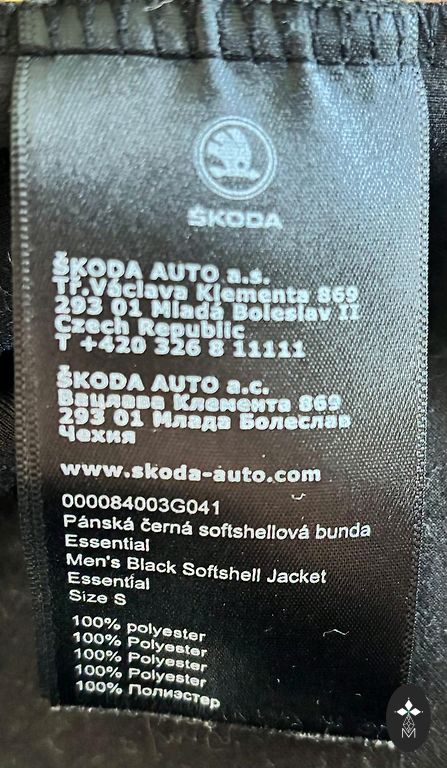 ŠKODA
ŠKODA AUTO a.s.
Tř.Václava Klementa 869
293 01 Mladá Boleslav II
Czech Republic
T +420 326 8 11111
ŠKODA AUTO a.c.
Вацлава Клемента 869
293 01 Млада Болеслав
Чехия
www.skoda-auto.com
000084003G041
Pánská černá softshellová bunda
Essential
Men's Black Softshell Jacket
Essential
Size S
100% polyester
100% Polyester
100% Polyester
100% Polyester
100% Полиэстер
M